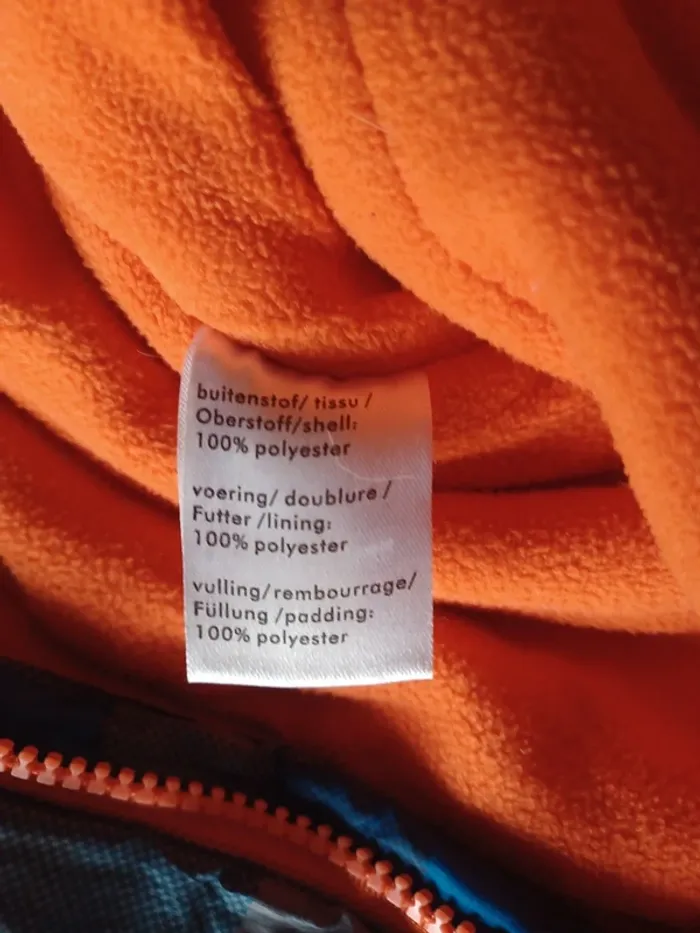 buitenstof/ tissu /
Oberstoff/shell:
100% polyester
voering/ doublure /
Futter /lining:
100% polyester
vulling/rembourrage/
Füllung /padding:
100% polyester